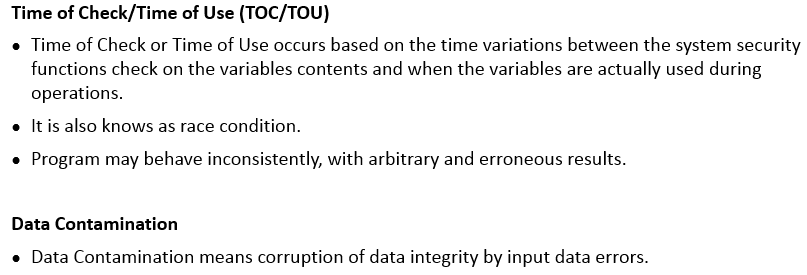 Time of Check/Time of Use (TOC/TOU)
• Time of Check or Time of Use occurs based on the time variations between the system security
functions check on the variables contents and when the variables are actually used during
operations.
• It is also knows as race condition.
• Program may behave inconsistently, with arbitrary and erroneous results.
Data Contamination
• Data Contamination means corruption of data integrity by input data errors.